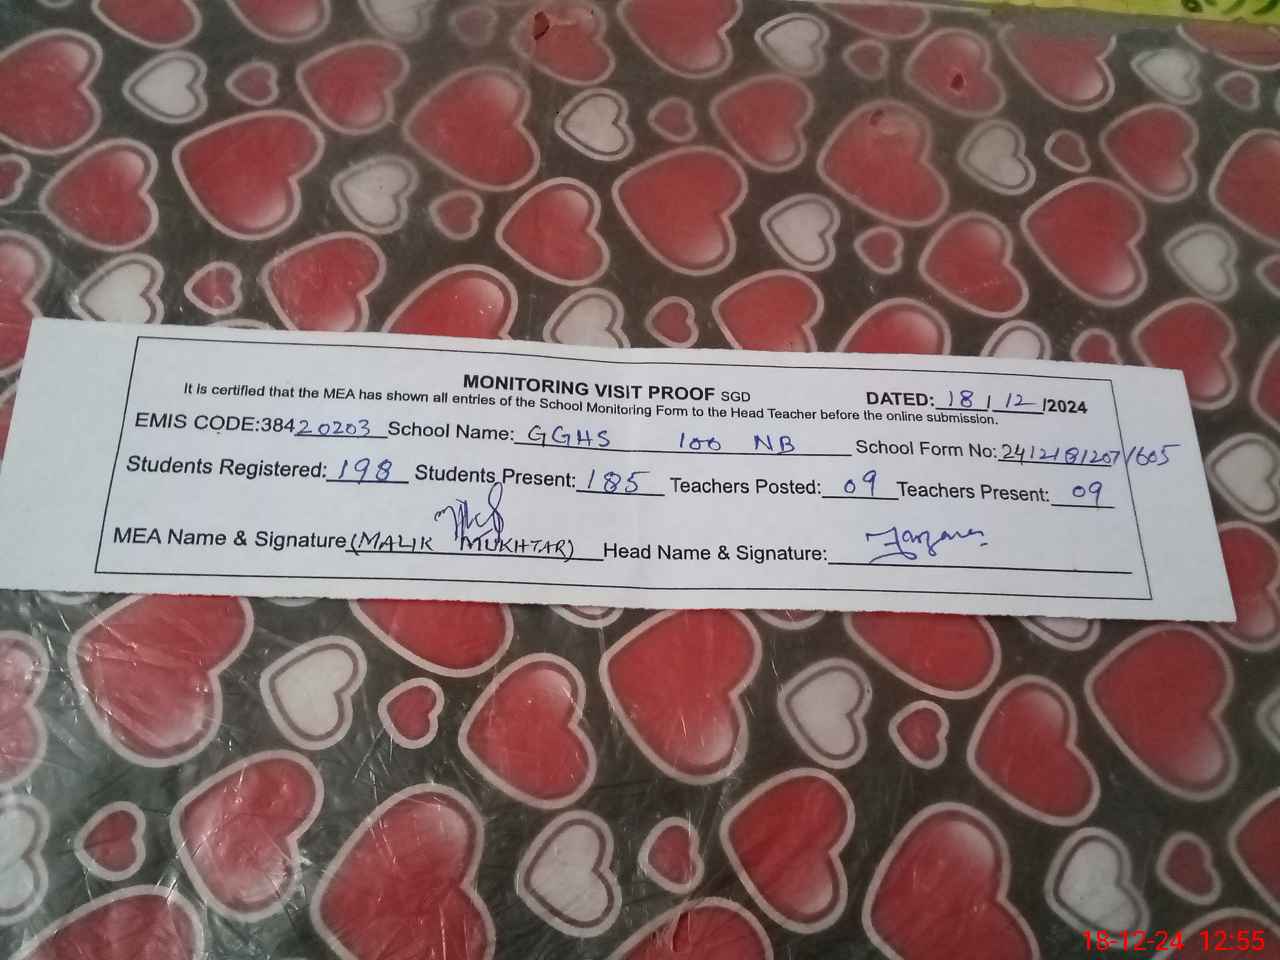 MONITORING VISIT PROOF SGD DATED: 18 / 12 /2024
It is certified that the MEA has shown all entries of the School Monitoring Form to the Head Teacher before the online submission.
EMIS CODE:38420203 School Name: GGHS 100 NB School Form No: 2412181207/605
Students Registered: 198 Students Present: 185 Teachers Posted: 09 Teachers Present: 09
MEA Name & Signature (MALIK MUKHTAR) Head Name & Signature:
18-12-24 12:55